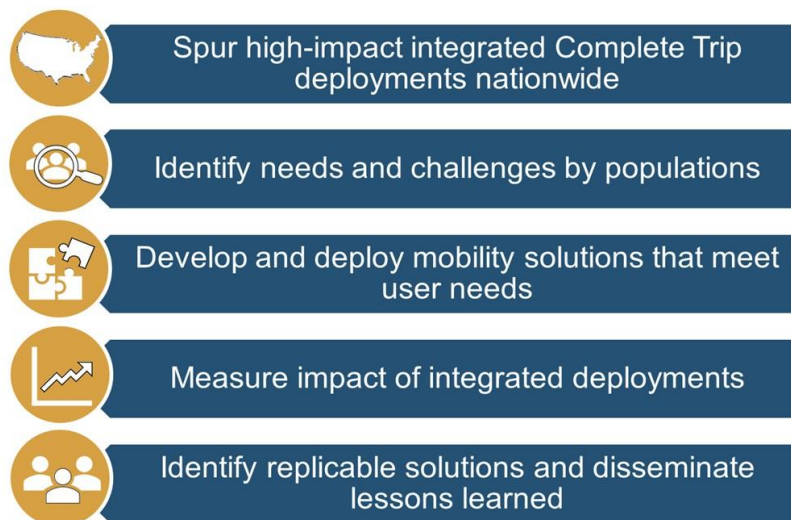 Spur high-impact integrated Complete Trip
deployments nationwide
Identify needs and challenges by populations
Develop and deploy mobility solutions that meet
user needs
Measure impact of integrated deployments
Identify replicable solutions and disseminate
lessons learned